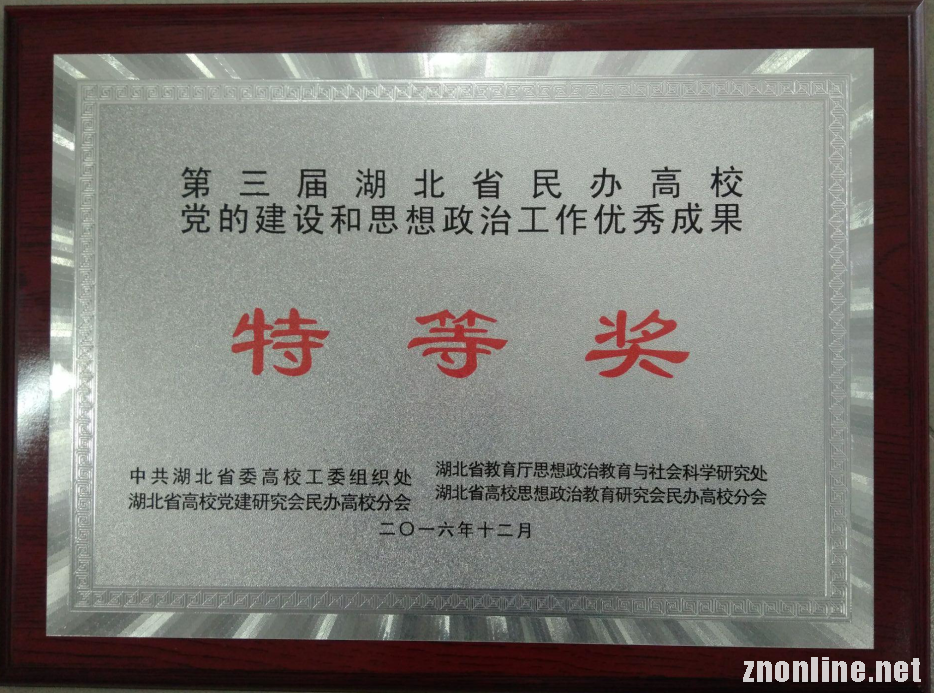 第三届湖北省民办高校
党的建设和思想政治工作优秀成果
特等奖
中共湖北省委高校工委组织处
湖北省高校党建研究会民办高校分会
湖北省教育厅思想政治教育与社会科学研究处
湖北省高校思想政治教育研究会民办高校分会
二〇一六年十二月
znonline.net